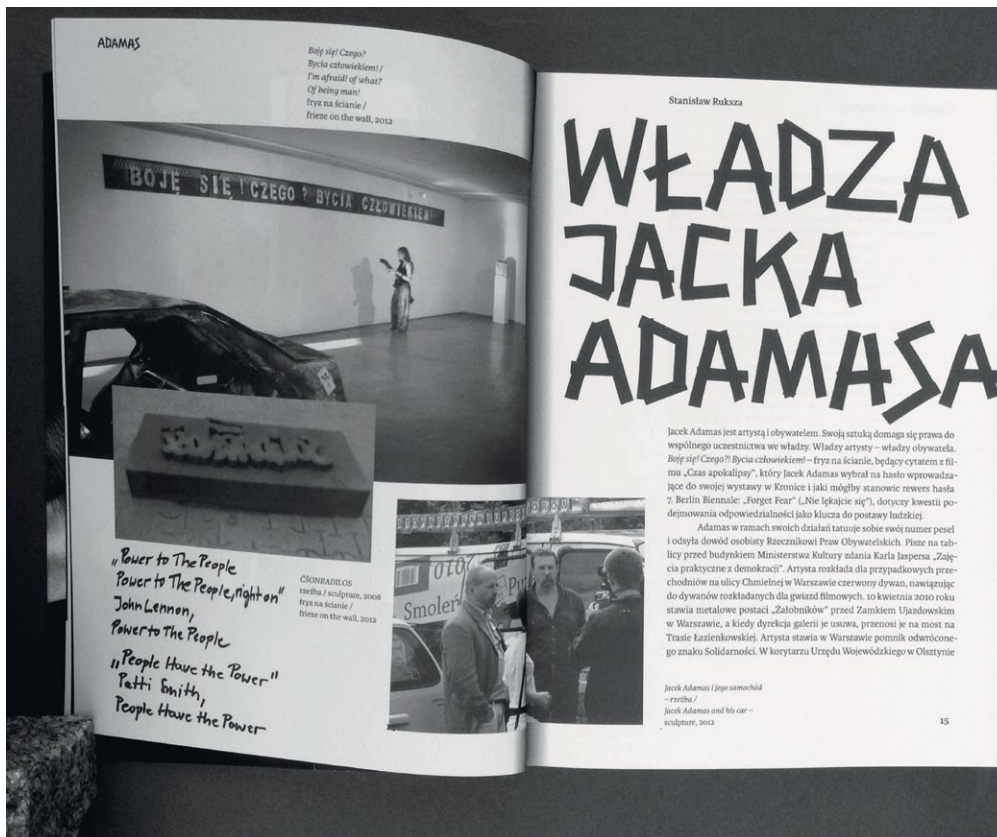 ADAMAS
Boję się! Czego?
Bycia człowiekiem! /
I'm afraid! of what?
Of being man!
fryz na ścianie /
frieze on the wall, 2012
BOJĘ SIĘ ! CZEGO ? BYCIA CZŁOWIEKIEM!
„Power to The People
Power to The People, right on"
John Lennon,
Power to The People
„People Have the Power"
Patti Smith,
People Have the Power
ĆŚONRADILOS
rzeźba / sculpture, 2008
fryz na ścianie /
frieze on the wall, 2012
Smoleń
Stanisław Ruksza
WŁADZA
JACKA
ADAMASA
Jacek Adamas jest artystą i obywatelem. Swoją sztuką domaga się prawa do
wspólnego uczestnictwa we władzy. Władzy artysty – władzy obywatela.
Boję się! Czego?! Bycia człowiekiem! – fryz na ścianie, będący cytatem z fil-
mu „Czas apokalipsy", który Jacek Adamas wybrał na hasło wprowadza-
jące do swojej wystawy w Kronice i jaki mógłby stanowic rewers hasła
7. Berlin Biennale: „Forget Fear" („Nie lękajcie się"), dotyczy kwestii po-
dejmowania odpowiedzialności jako klucza do postawy ludzkiej.
Adamas w ramach swoich działań tatuuje sobie swój numer pesel
i odsyła dowód osobisty Rzecznikowi Praw Obywatelskich. Pisze na tab-
licy przed budynkiem Ministerstwa Kultury zdania Karla Jaspersa „Zaję-
cia praktyczne z demokracji". Artysta rozkłada dla przypadkowych prze-
chodniów na ulicy Chmielnej w Warszawie czerwony dywan, nawiązując
do dywanów rozkładanych dla gwiazd filmowych. 10 kwietnia 2010 roku
stawia metalowe postaci „Żałobników" przed Zamkiem Ujazdowskim
w Warszawie, a kiedy dyrekcja galerii je usuwa, przenosi je na most na
Trasie Łazienkowskiej. Artysta stawia w Warszawie pomnik odwrócone-
go znaku Solidarności. W korytarzu Urzędu Wojewódzkiego w Olsztynie
Jacek Adamas i jego samochód
– rzeźba /
Jacek Adamas and his car –
sculpture, 2012
15